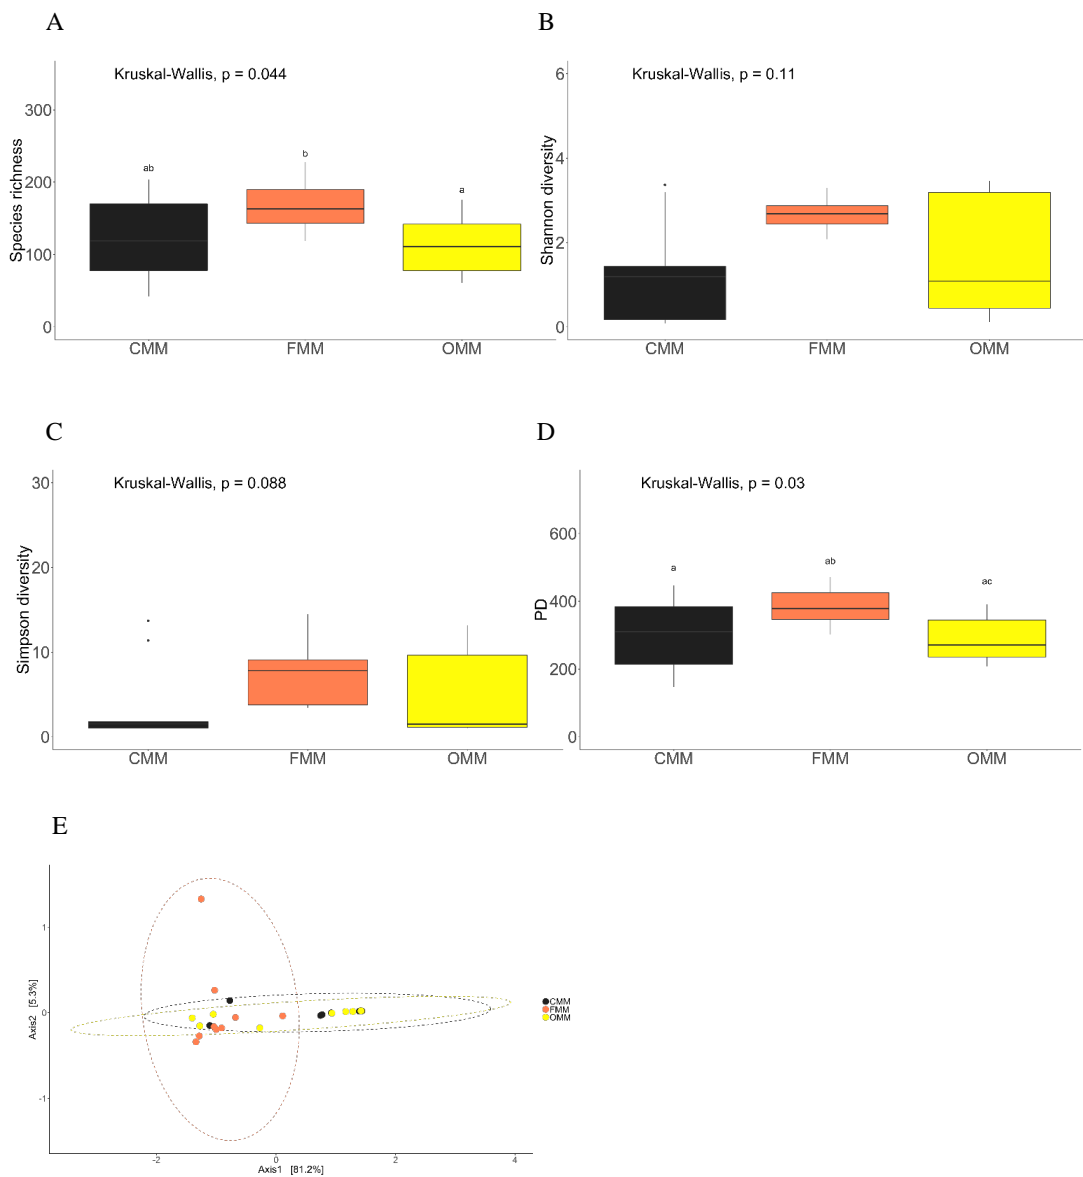 A
Kruskal-Wallis, p = 0.044
Species richness
300
200
100
0
ab
b
a
CMM
FMM
OMM
B
Kruskal-Wallis, p = 0.11
Shannon diversity
6
4
2
0
CMM
FMM
OMM
C
Kruskal-Wallis, p = 0.088
Simpson diversity
30
20
10
0
CMM
FMM
OMM
D
Kruskal-Wallis, p = 0.03
PD
600
400
200
0
a
ab
ac
CMM
FMM
OMM
E
Axis2 [5.3%]
1
0
-1
-2
0
2
4
Axis1 [81.2%]
CMM
FMM
OMM